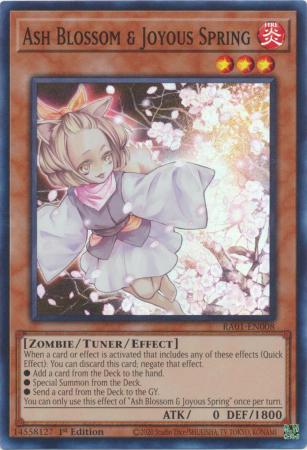 ASH BLOSSOM & JOYOUS SPRING
FIRE
炎
RA01-EN008
[ZOMBIE/TUNER/EFFECT]
When a card or effect is activated that includes any of these effects (Quick
Effect): You can discard this card; negate that effect.
● Add a card from the Deck to the hand.
● Special Summon from the Deck.
● Send a card from the Deck to the GY.
You can only use this effect of "Ash Blossom & Joyous Spring" once per turn.
ATK/ 0 DEF/1800
14558127 1st Edition ©2020 Studio Dice/SHUEISHA, TV TOKYO, KONAMI